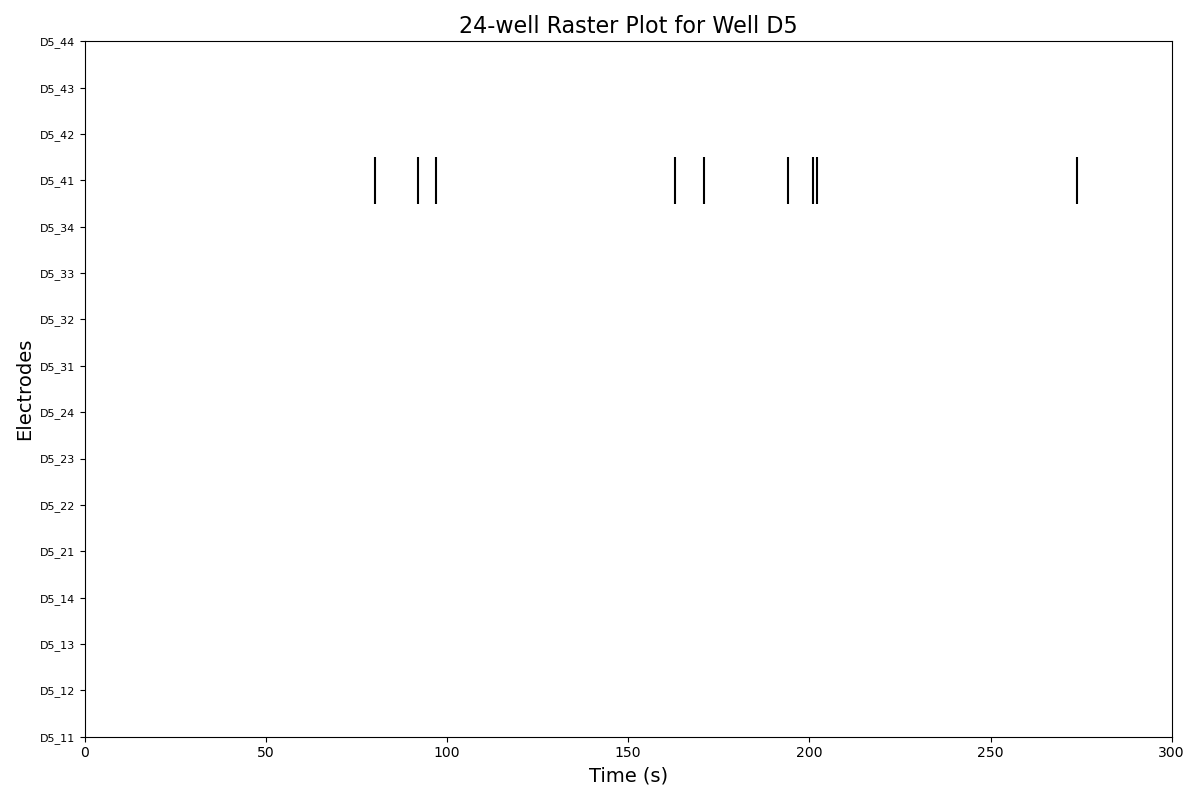 24-well Raster Plot for Well D5
D5_44
D5_43
D5_42
D5_41
D5_34
D5_33
D5_32
D5_31
D5_24
D5_23
D5_22
D5_21
D5_14
D5_13
D5_12
D5_11
Electrodes
0 50 100 150 200 250 300
Time (s)